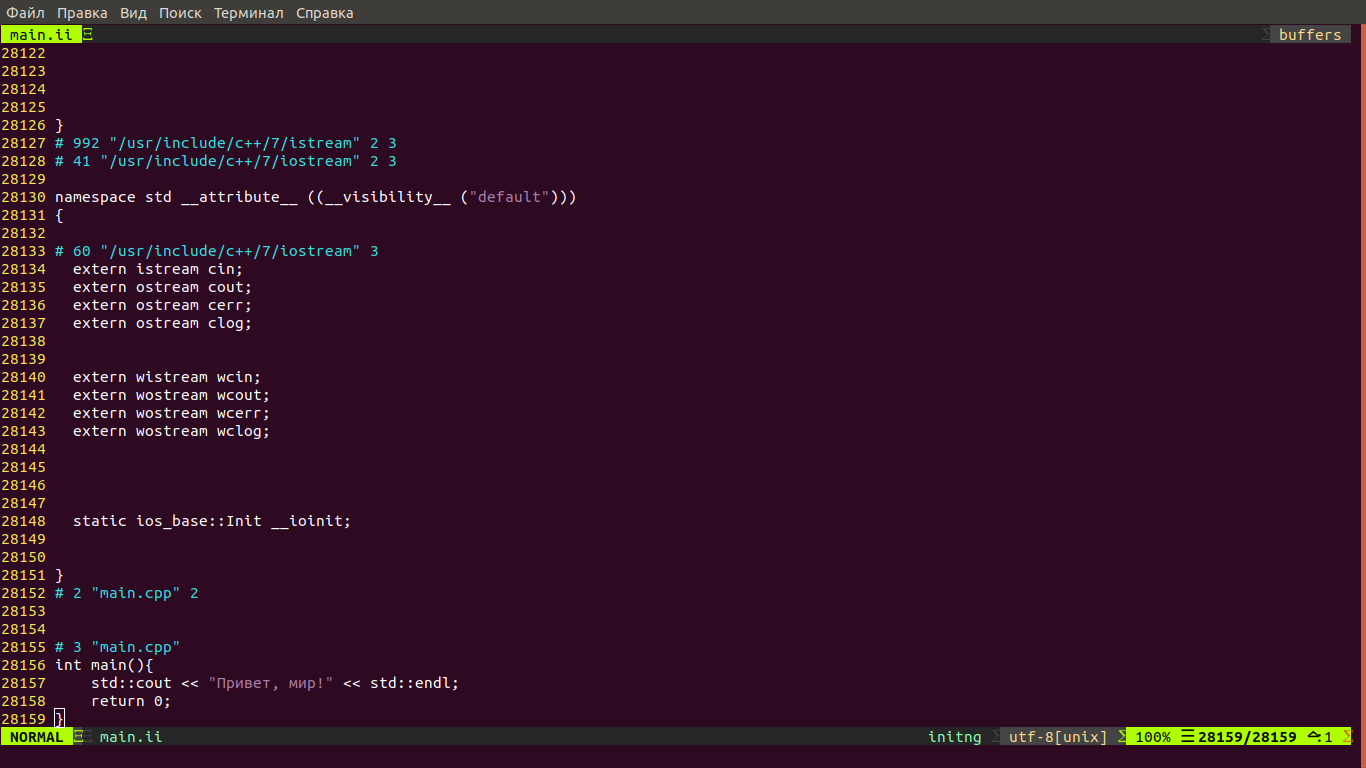 Файл Правка Вид Поиск Терминал Справка
main.ii buffers
28122
28123
28124
28125
28126 }
28127 # 992 "/usr/include/c++/7/istream" 2 3
28128 # 41 "/usr/include/c++/7/iostream" 2 3
28129
28130 namespace std __attribute__ ((__visibility__ ("default")))
28131 {
28132
28133 # 60 "/usr/include/c++/7/iostream" 3
28134   extern istream cin;
28135   extern ostream cout;
28136   extern ostream cerr;
28137   extern ostream clog;
28138
28139
28140   extern wistream wcin;
28141   extern wostream wcout;
28142   extern wostream wcerr;
28143   extern wostream wclog;
28144
28145
28146
28147
28148   static ios_base::Init __ioinit;
28149
28150
28151 }
28152 # 2 "main.cpp" 2
28153
28154
28155 # 3 "main.cpp"
28156 int main(){
28157     std::cout << "Привет, мир!" << std::endl;
28158     return 0;
28159 }
NORMAL main.ii initng utf-8[unix] 100% ☰ 28159/28159 :1